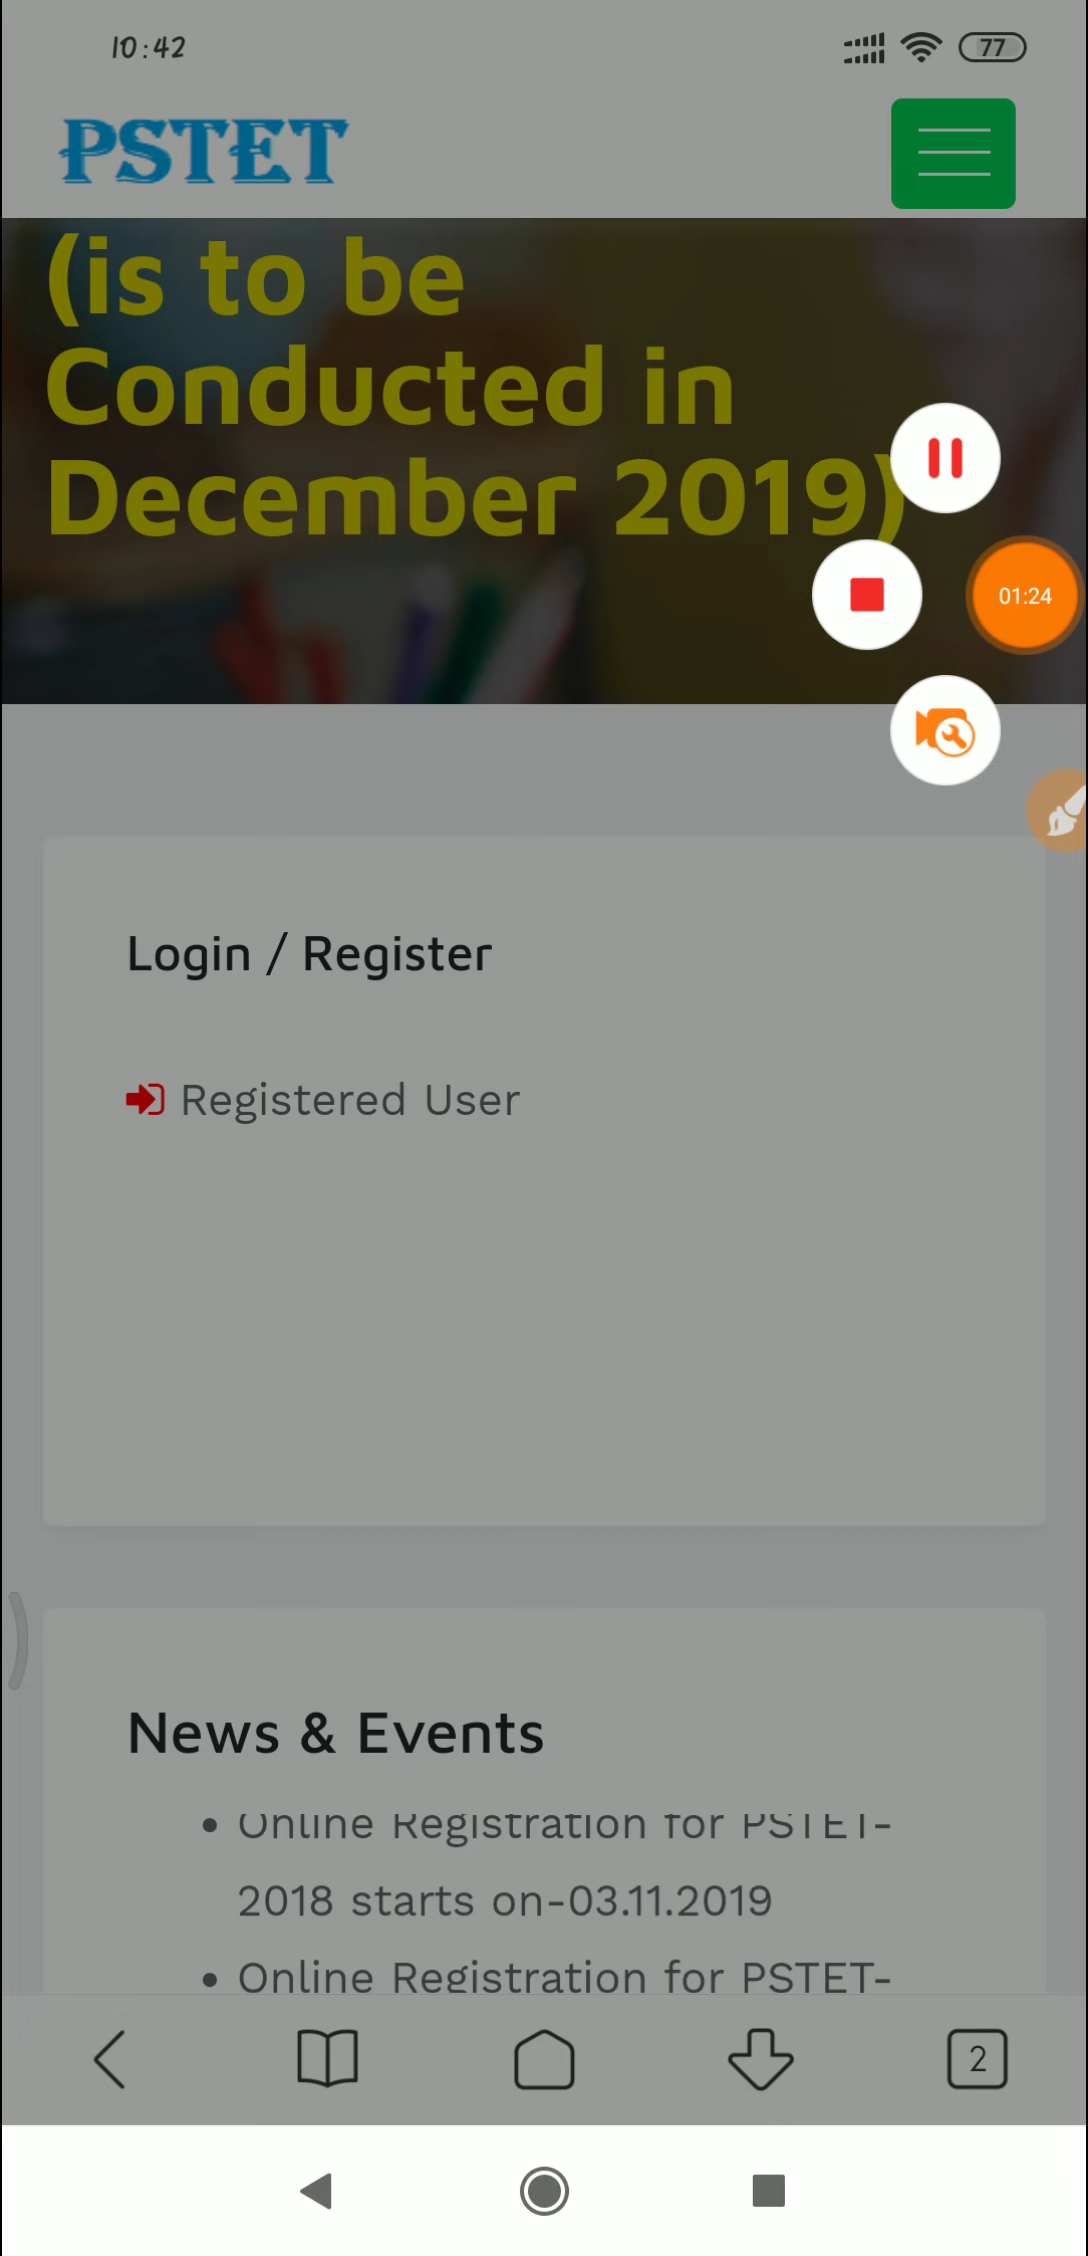 10:42
77
PSTET
(is to be
Conducted in
December 2019)
01:24
Login / Register
Registered User
News & Events
Online Registration for PSTET-
2018 starts on-03.11.2019
Online Registration for PSTET-
2